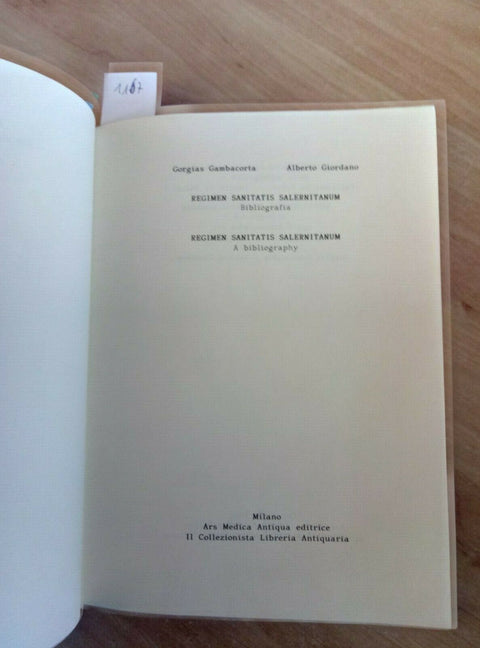 1167
Gorgias Gambacorta Alberto Giordano
REGIMEN SANITATIS SALERNITANUM
Bibliografia
REGIMEN SANITATIS SALERNITANUM
A bibliography
Milano
Ars Medica Antiqua editrice
Il Collezionista Libreria Antiquaria